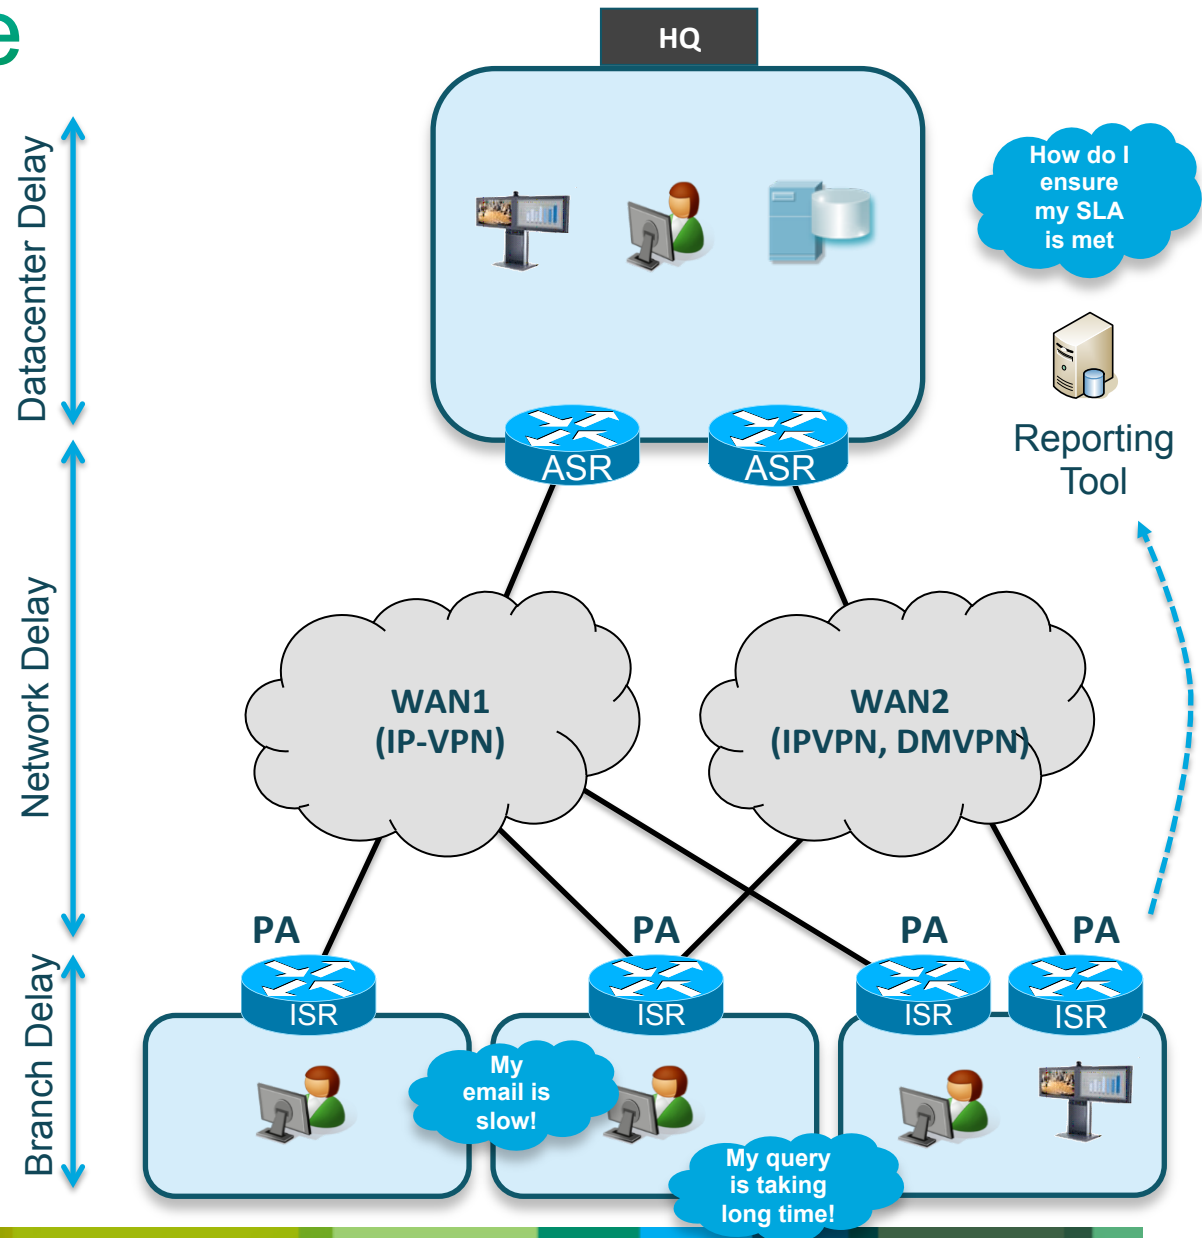 e
HQ
Datacenter Delay
How do I
ensure
my SLA
is met
Reporting
Tool
ASR
ASR
Network Delay
WAN1
(IP-VPN)
WAN2
(IPVPN, DMVPN)
PA
PA
PA
PA
ISR
ISR
ISR
ISR
Branch Delay
My
email is
slow!
My query
is taking
long time!